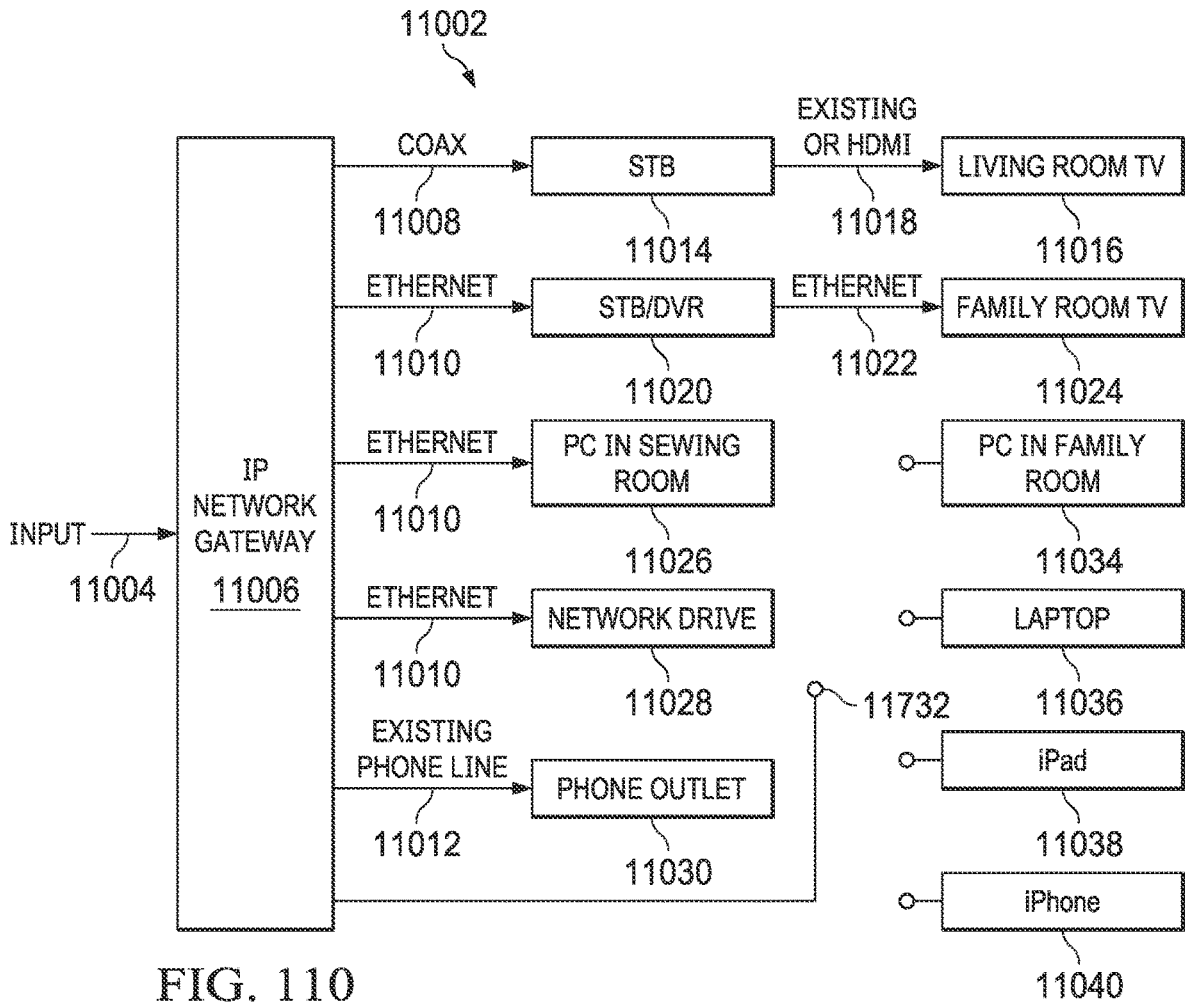 11002
COAX
11008
STB
11014
EXISTING
OR HDMI
11018
LIVING ROOM TV
11016
ETHERNET
11010
STB/DVR
11020
ETHERNET
11022
FAMILY ROOM TV
11024
ETHERNET
11010
PC IN SEWING
ROOM
11026
PC IN FAMILY
ROOM
11034
INPUT
11004
IP
NETWORK
GATEWAY
11006
ETHERNET
11010
NETWORK DRIVE
11028
LAPTOP
11036
11732
EXISTING
PHONE LINE
11012
PHONE OUTLET
11030
iPad
11038
iPhone
11040
FIG. 110